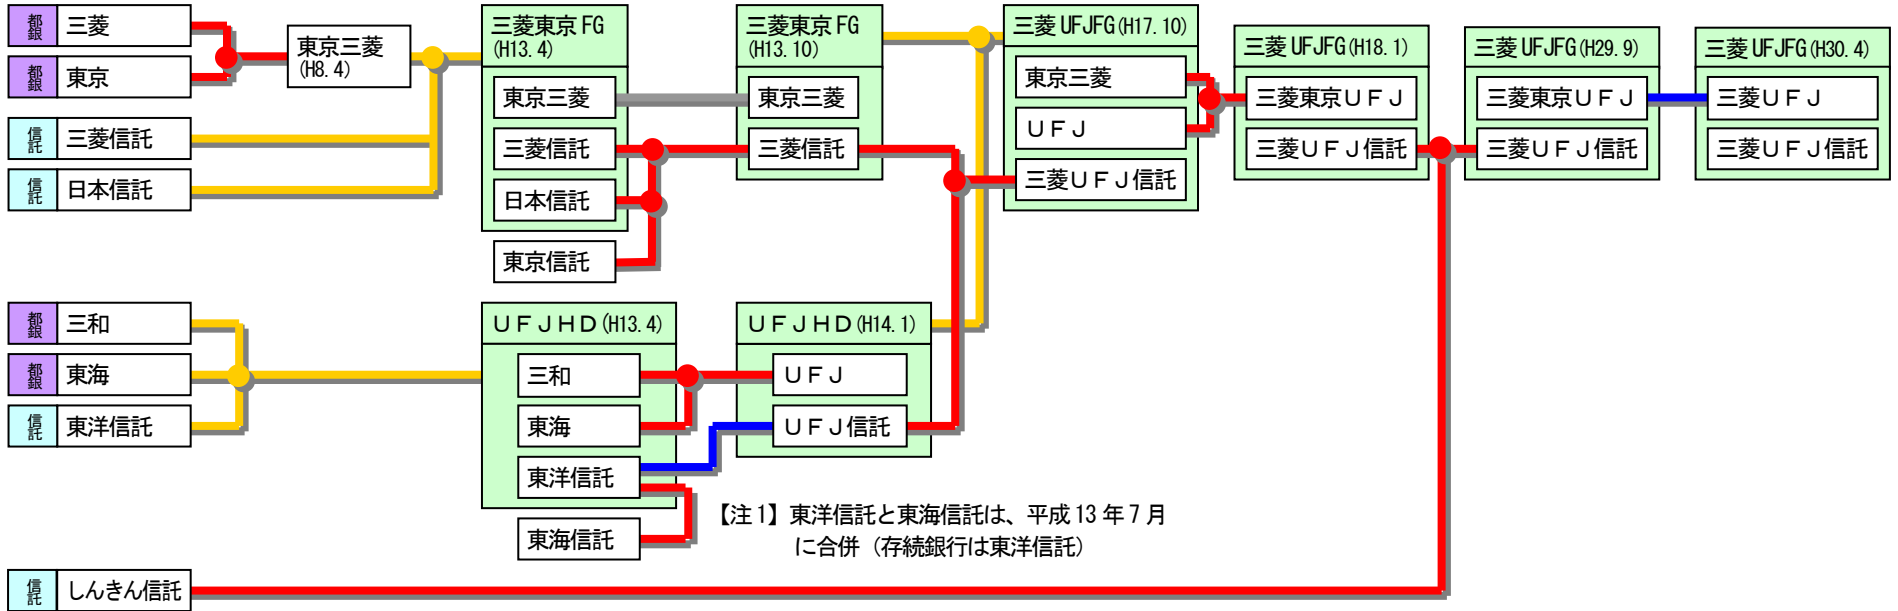 都銀 三菱
都銀 東京
信託 三菱信託
信託 日本信託
東京三菱
(H8.4)
三菱東京FG
(H13.4)
東京三菱
三菱信託
日本信託
東京信託
三菱東京FG
(H13.10)
東京三菱
三菱信託
三菱UFJFG(H17.10)
東京三菱
UFJ
三菱UFJ信託
三菱UFJFG(H18.1)
三菱東京UFJ
三菱UFJ信託
三菱UFJFG(H29.9)
三菱東京UFJ
三菱UFJ信託
三菱UFJFG(H30.4)
三菱UFJ
三菱UFJ信託
都銀 三和
都銀 東海
信託 東洋信託
UFJHD(H13.4)
三和
東海
東洋信託
東海信託
UFJHD(H14.1)
UFJ
UFJ信託
【注1】東洋信託と東海信託は、平成13年7月
に合併（存続銀行は東洋信託）
信託 しんきん信託